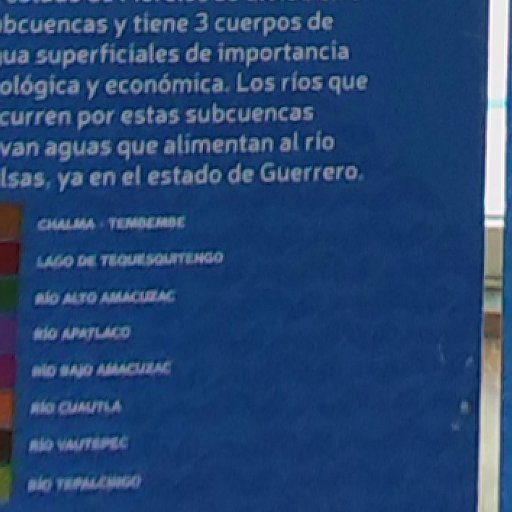 bcuencas y tiene 3 cuerpos de
ua superficiales de importancia
ológica y económica. Los ríos que
curren por estas subcuencas
van aguas que alimentan al río
lsas, ya en el estado de Guerrero.
CHALMA - TEMBEMBE
LAGO DE TEQUESQUITENGO
RÍO ALTO AMACUZAC
RÍO APATLACO
RÍO BAJO AMACUZAC
RÍO CUAUTLA
RÍO YAUTEPEC
RÍO TEPALCINGO